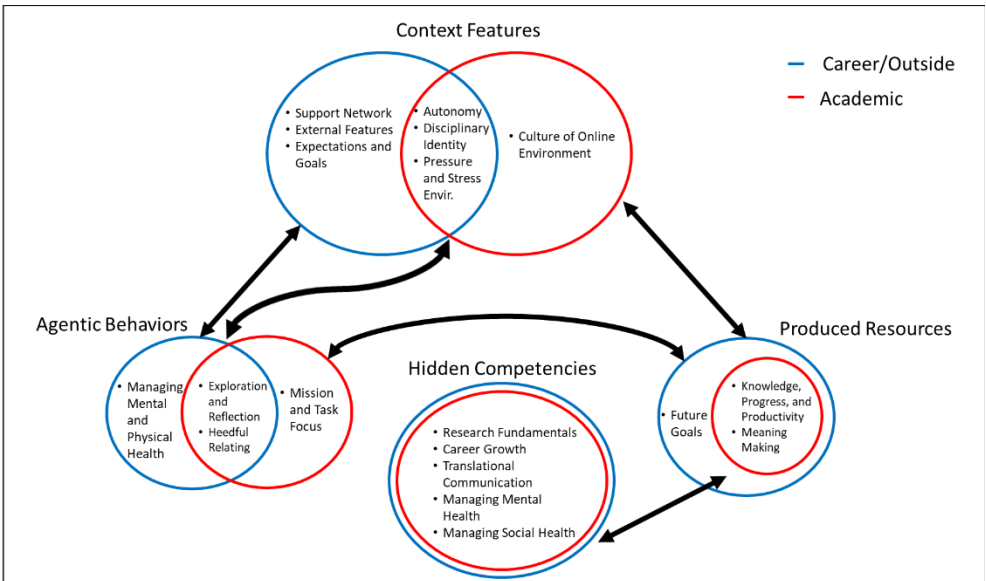 Context Features
Career/Outside
Academic
• Support Network
• External Features
• Expectations and
Goals
• Autonomy
• Disciplinary
Identity
• Pressure
and Stress
Envir.
• Culture of Online
Environment
Agentic Behaviors
• Managing
Mental
and
Physical
Health
• Exploration
and
Reflection
• Heedful
Relating
• Mission
and Task
Focus
Hidden Competencies
• Research Fundamentals
• Career Growth
• Translational
Communication
• Managing Mental
Health
• Managing Social Health
Produced Resources
• Future
Goals
• Knowledge,
Progress, and
Productivity
• Meaning
Making